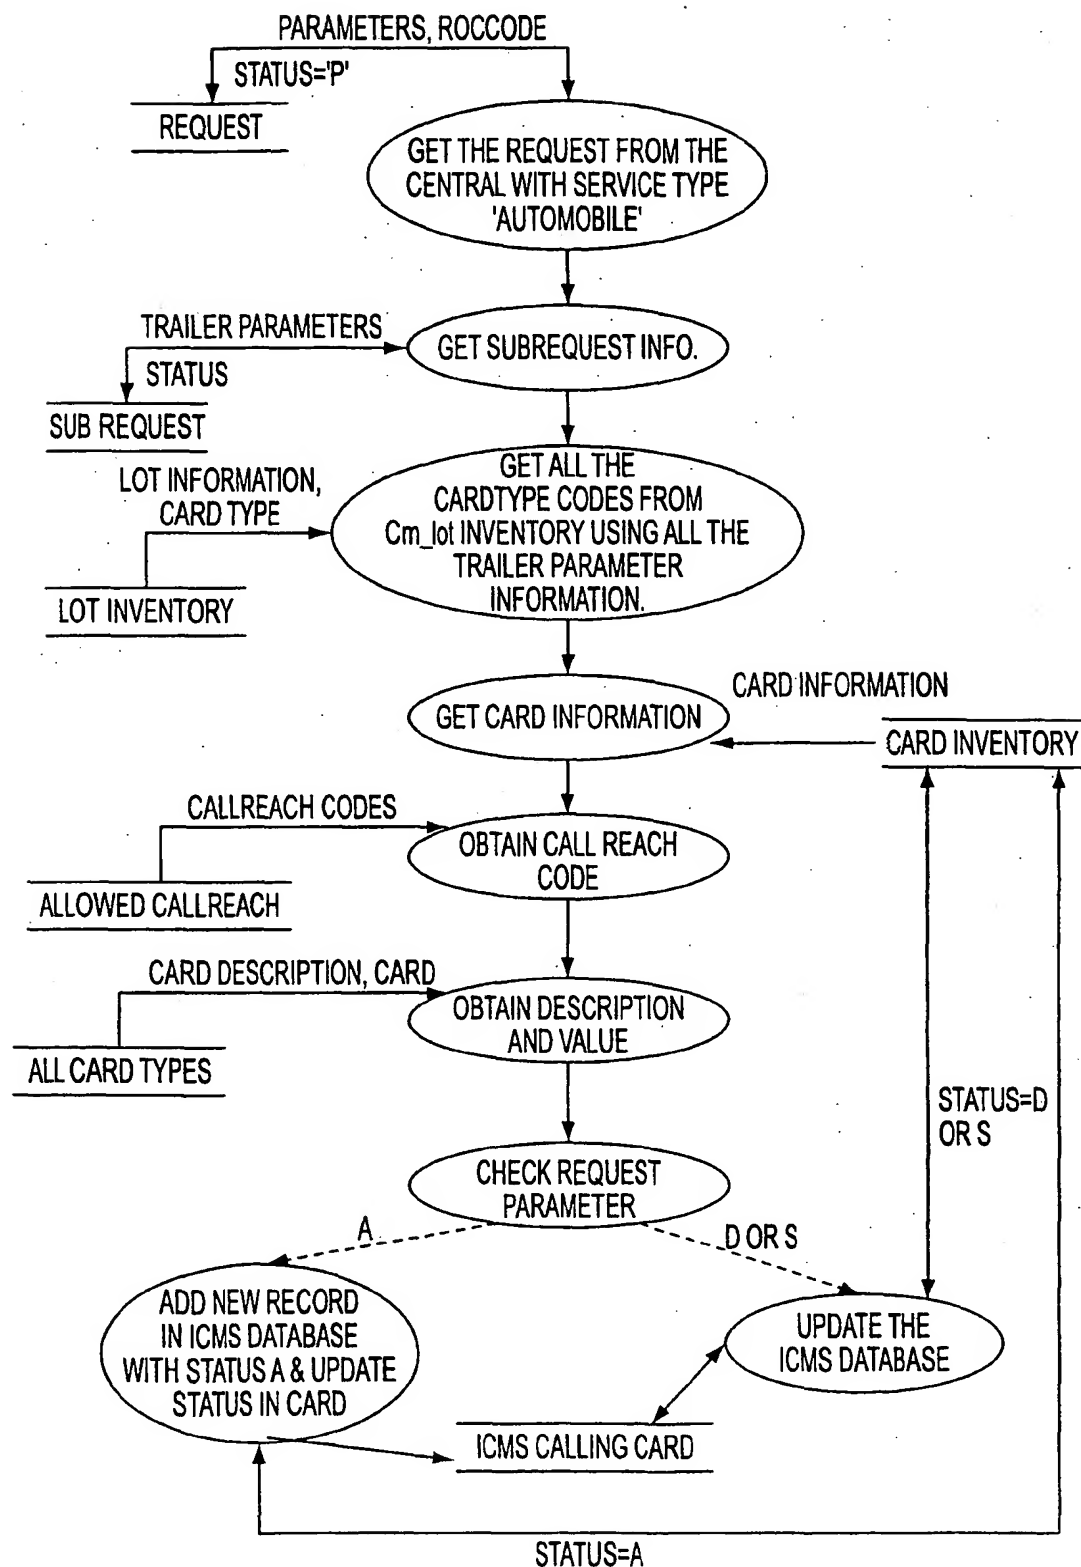 PARAMETERS, ROCCODE
STATUS='P'
REQUEST
GET THE REQUEST FROM THE
CENTRAL WITH SERVICE TYPE
'AUTOMOBILE'
TRAILER PARAMETERS
GET SUBREQUEST INFO.
STATUS
SUB REQUEST
LOT INFORMATION,
CARD TYPE
GET ALL THE
CARDTYPE CODES FROM
Cm_lot INVENTORY USING ALL THE
TRAILER PARAMETER
INFORMATION.
LOT INVENTORY
CARD INFORMATION
GET CARD INFORMATION
CARD INVENTORY
CALLREACH CODES
OBTAIN CALL REACH
CODE
ALLOWED CALLREACH
CARD DESCRIPTION, CARD
OBTAIN DESCRIPTION
AND VALUE
ALL CARD TYPES
STATUS=D
OR S
CHECK REQUEST
PARAMETER
A
D OR S
ADD NEW RECORD
IN ICMS DATABASE
WITH STATUS A & UPDATE
STATUS IN CARD
UPDATE THE
ICMS DATABASE
ICMS CALLING CARD
STATUS=A